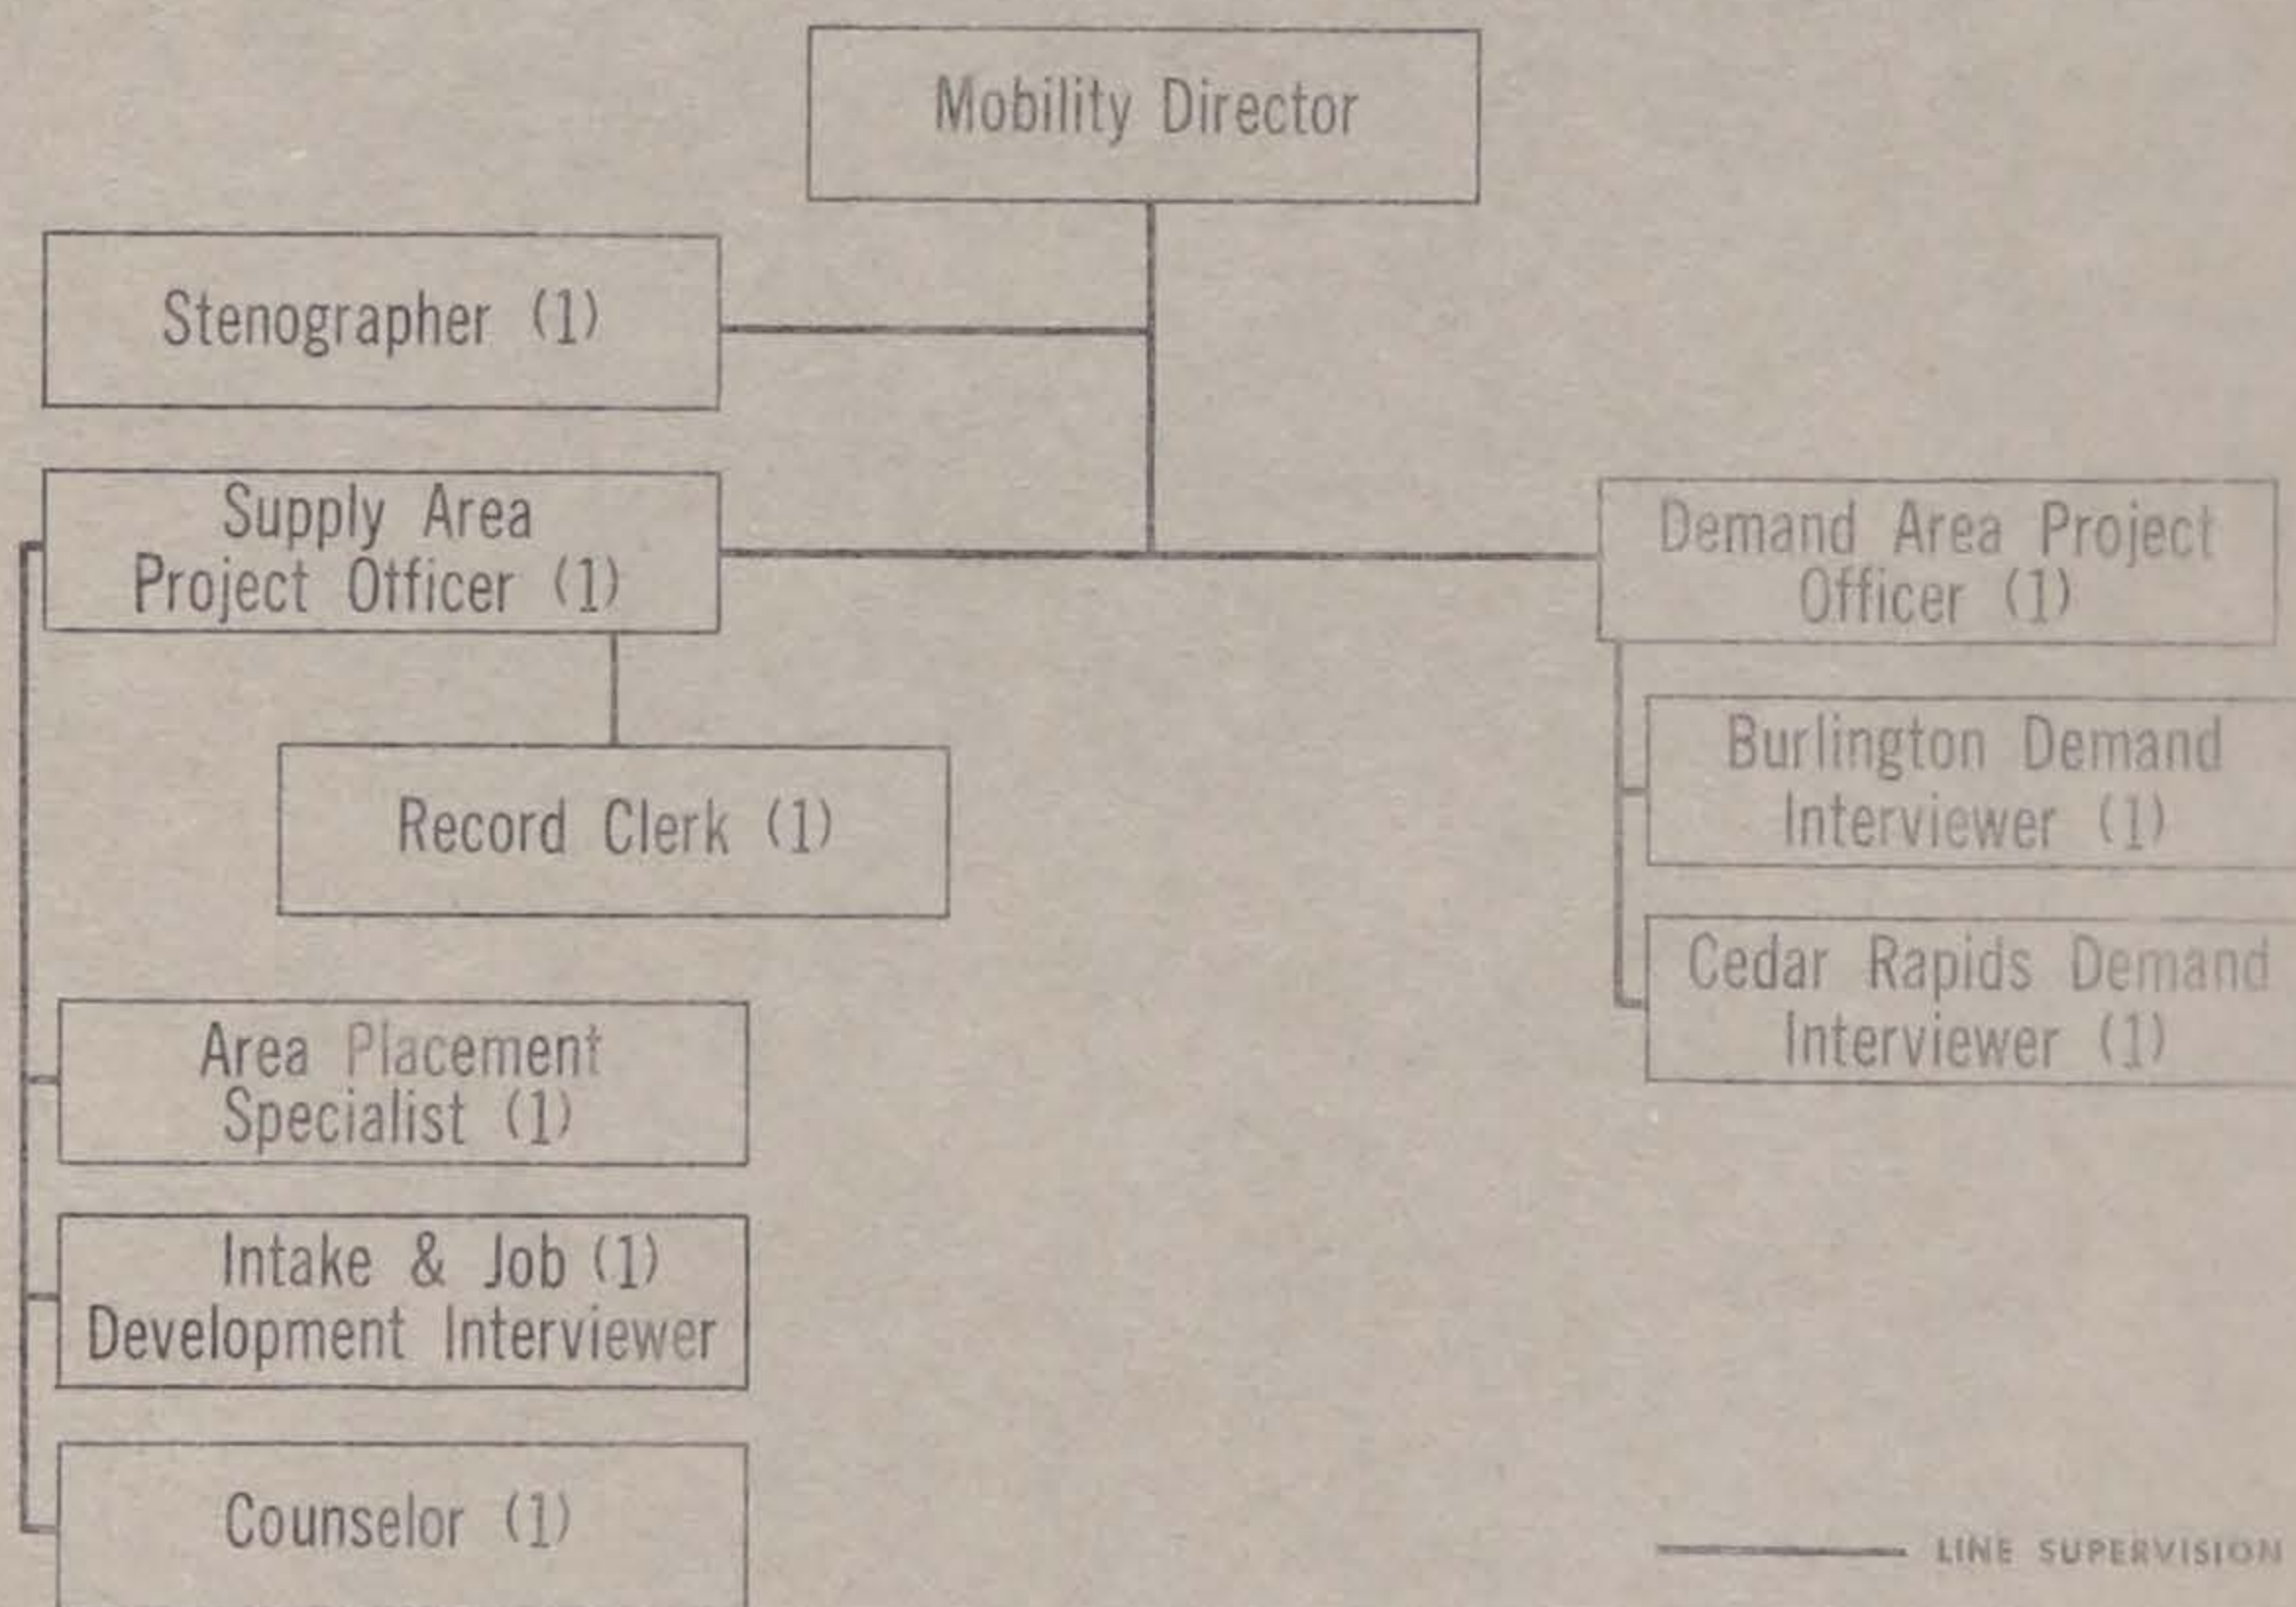 Mobility Director
Stenographer (1)
Supply Area
Project Officer (1)
Demand Area Project
Officer (1)
Burlington Demand
Interviewer (1)
Record Clerk (1)
Cedar Rapids Demand
Interviewer (1)
Area Placement
Specialist (1)
Intake & Job (1)
Development Interviewer
Counselor (1)
LINE SUPERVISION